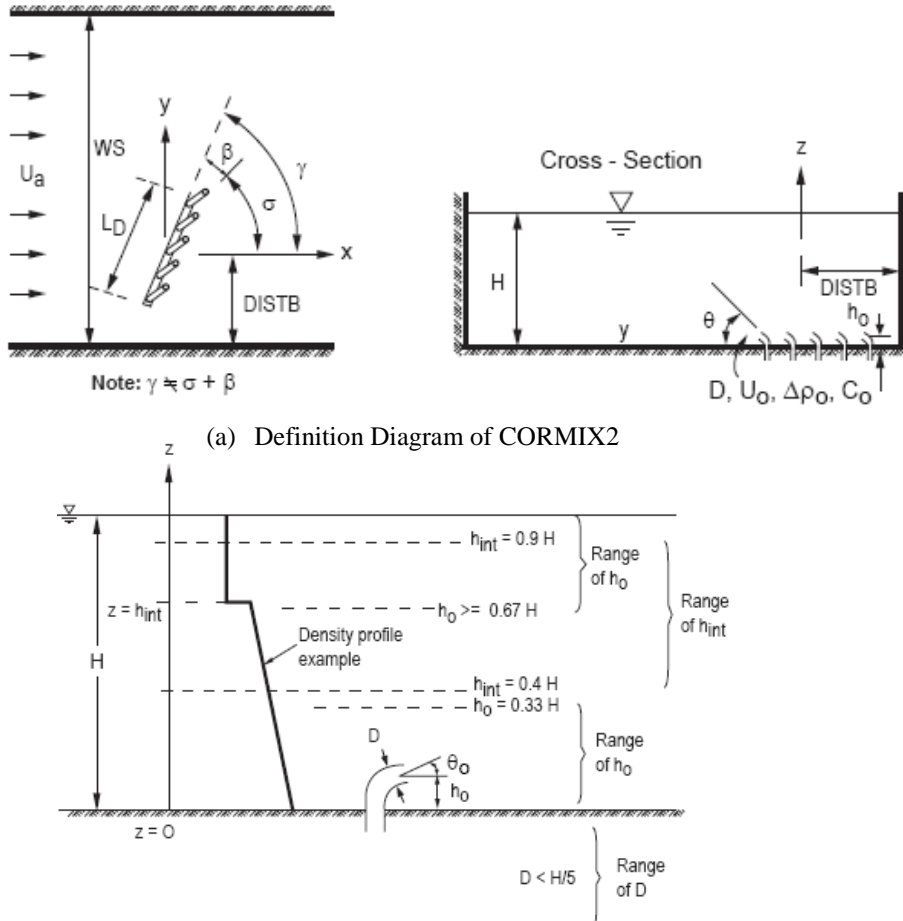 WS
U_a
y
L_D
β
γ
σ
x
DISTB
Note: γ ≒ σ + β
Cross - Section
z
H
DISTB
h_o
θ
y
D, U_o, Δρ_o, C_o
(a) Definition Diagram of CORMIX2
z
h_int = 0.9 H
Range
of h_o
z = h_int
h_o >= 0.67 H
Range
of h_int
Density profile
example
H
h_int = 0.4 H
h_o = 0.33 H
D
θ_o
h_o
Range
of h_o
z = O
D < H/5
Range
of D